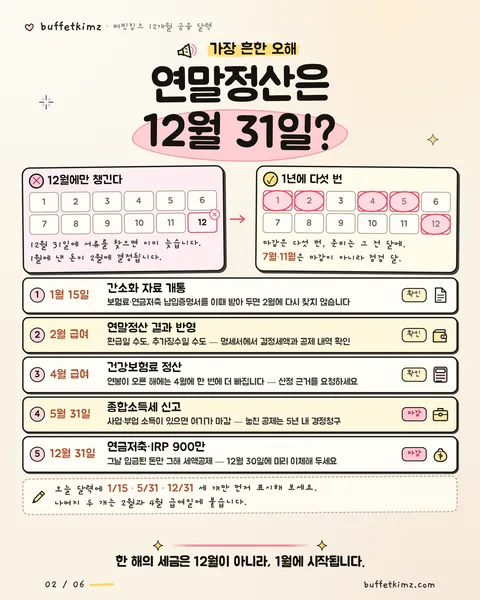 buffetkimz · 버핏킴즈 12개월 금융 달력
가장 흔한 오해
연말정산은
12월 31일?
12월에만 챙긴다
1 2 3 4 5 6
7 8 9 10 11 12
12월 31일에 서류를 찾으면 이미 늦습니다.
1월에 낸 돈이 2월에 결정됩니다.
1년에 다섯 번
1 2 3 4 5 6
7 8 9 10 11 12
마감은 다섯 번, 준비는 그 전 달에.
7월·11월은 마감이 아니라 점검 달.
1 1월 15일 간소화 자료 개통 확인
보험료·연금저축 납입증명서를 이때 받아 두면 2월에 다시 찾지 않습니다
2 2월 급여 연말정산 결과 반영 확인
환급일 수도, 추가징수일 수도 — 명세서에서 결정세액과 공제 내역 확인
3 4월 급여 건강보험료 정산 확인
연봉이 오른 해에는 4월에 한 번에 더 빠집니다 — 산정 근거를 요청하세요
4 5월 31일 종합소득세 신고 마감
사업·부업 소득이 있으면 여기가 마감 — 놓친 공제는 5년 내 경정청구
5 12월 31일 연금저축·IRP 900만 마감
그날 입금된 돈만 그해 세액공제 — 12월 30일에 미리 이체해 두세요
오늘 달력에 1/15 · 5/31 · 12/31 세 개만 먼저 표시해 보세요.
나머지 두 개는 2월과 4월 급여일에 붙습니다.
한 해의 세금은 12월이 아니라, 1월에 시작됩니다.
02 / 06
buffetkimz.com